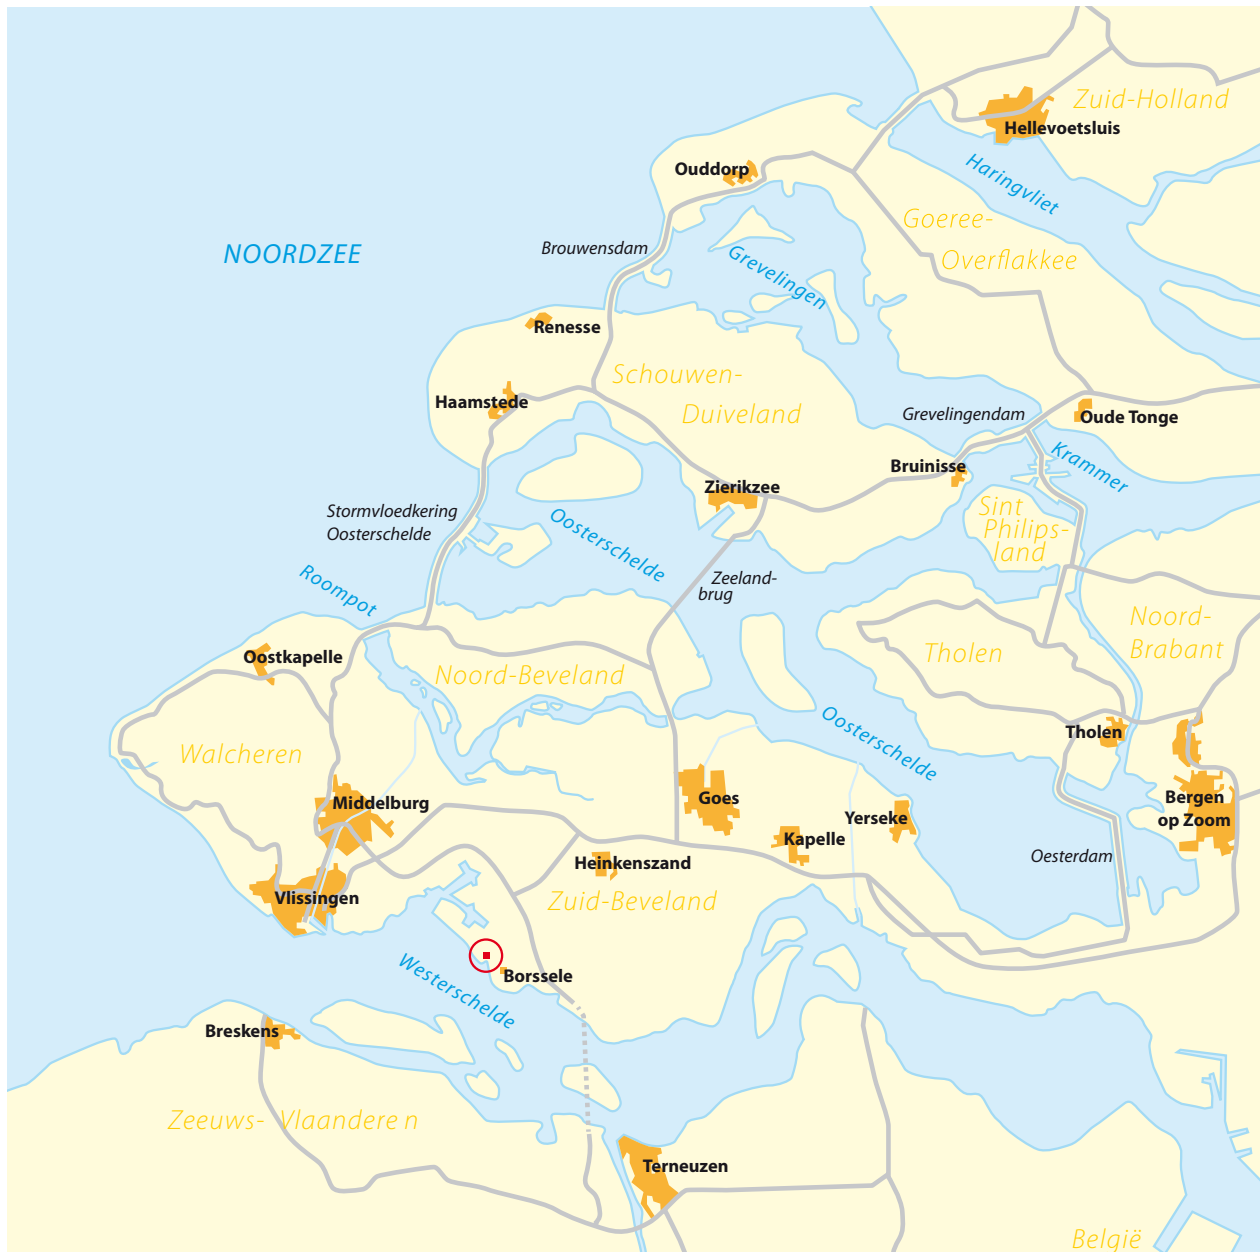 Zuid-Holland
Hellevoetsluis
Ouddorp
Haringvliet
Goeree-
Overflakkee
NOORDZEE
Brouwensdam
Grevelingen
Renesse
Schouwen-
Duiveland
Haamstede
Grevelingendam
Oude Tonge
Krammer
Bruinisse
Zierikzee
Sint
Philips-
land
Stormvloedkering
Oosterschelde
Oosterschelde
Roompot
Zeeland-
brug
Noord-
Brabant
Tholen
Oostkapelle
Noord-Beveland
Oosterschelde
Tholen
Walcheren
Middelburg
Goes
Yerseke
Kapelle
Bergen
op Zoom
Oesterdam
Heinkenszand
Vlissingen
Zuid-Beveland
Borssele
Westerschelde
Breskens
Zeeuws- Vlaandere n
Terneuzen
België